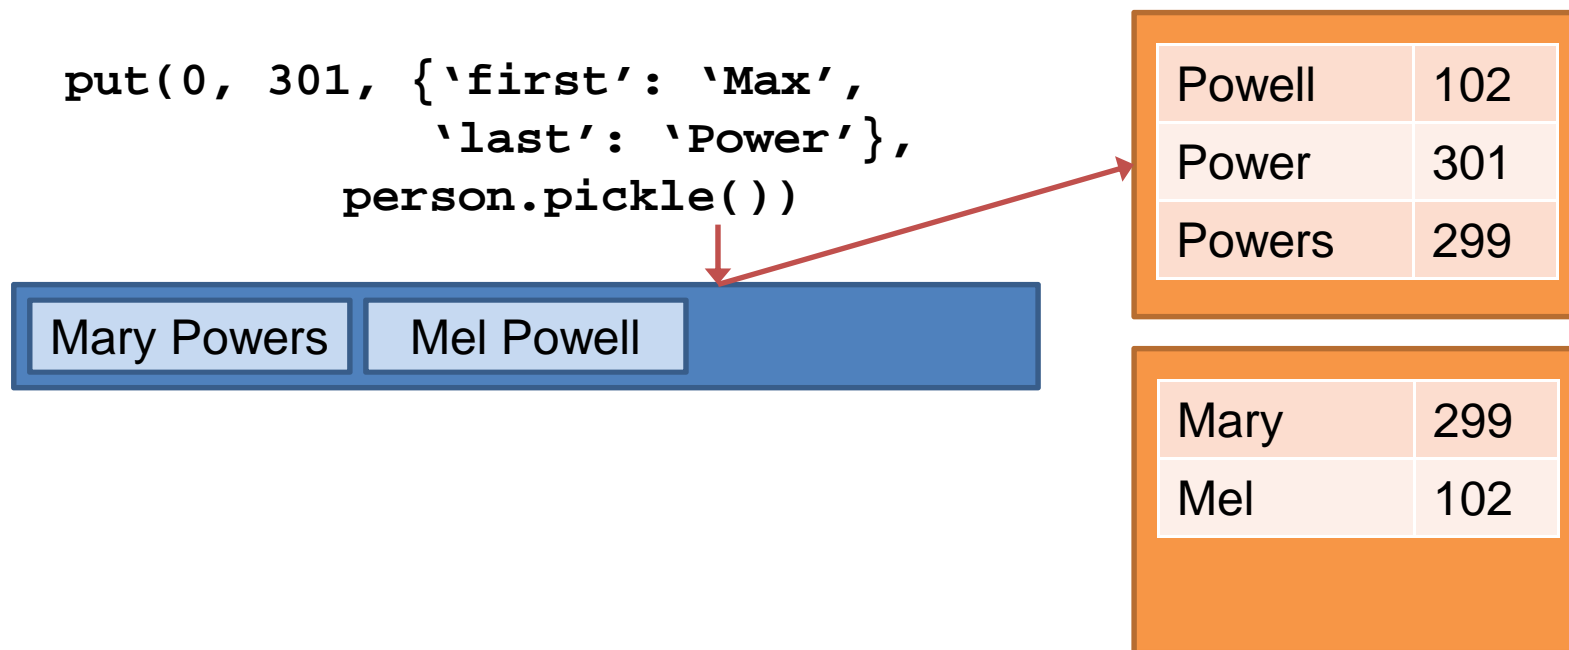 put(0, 301, {‘first’: ‘Max’,
‘last’: ‘Power’},
person.pickle())
Mary Powers Mel Powell
Powell 102
Power 301
Powers 299
Mary 299
Mel 102